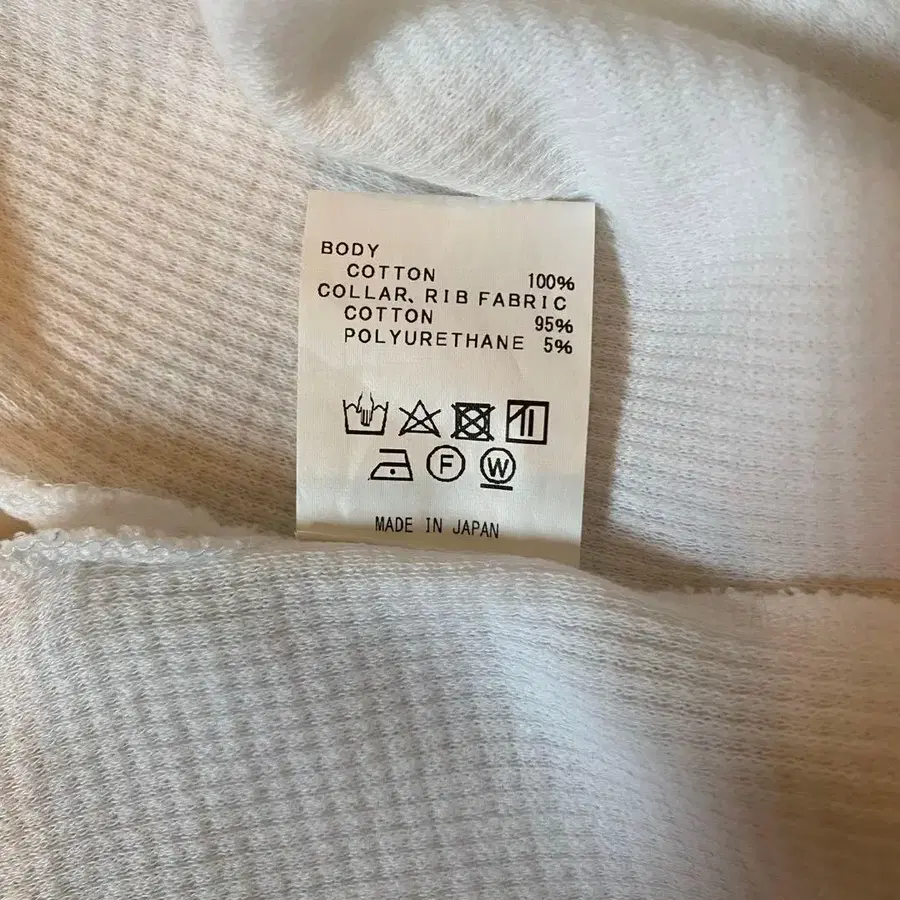 BODY
COTTON 100%
COLLAR、RIB FABRIC
COTTON 95%
POLYURETHANE 5%
F W
MADE IN JAPAN